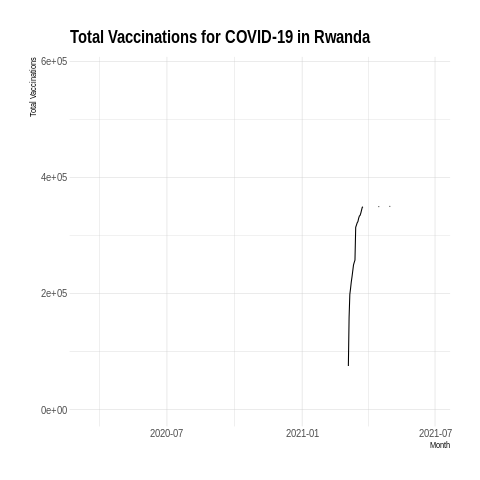 Total Vaccinations for COVID-19 in Rwanda
Total Vaccinations
6e+05
4e+05
2e+05
0e+00
2020-07
2021-01
2021-07
Month